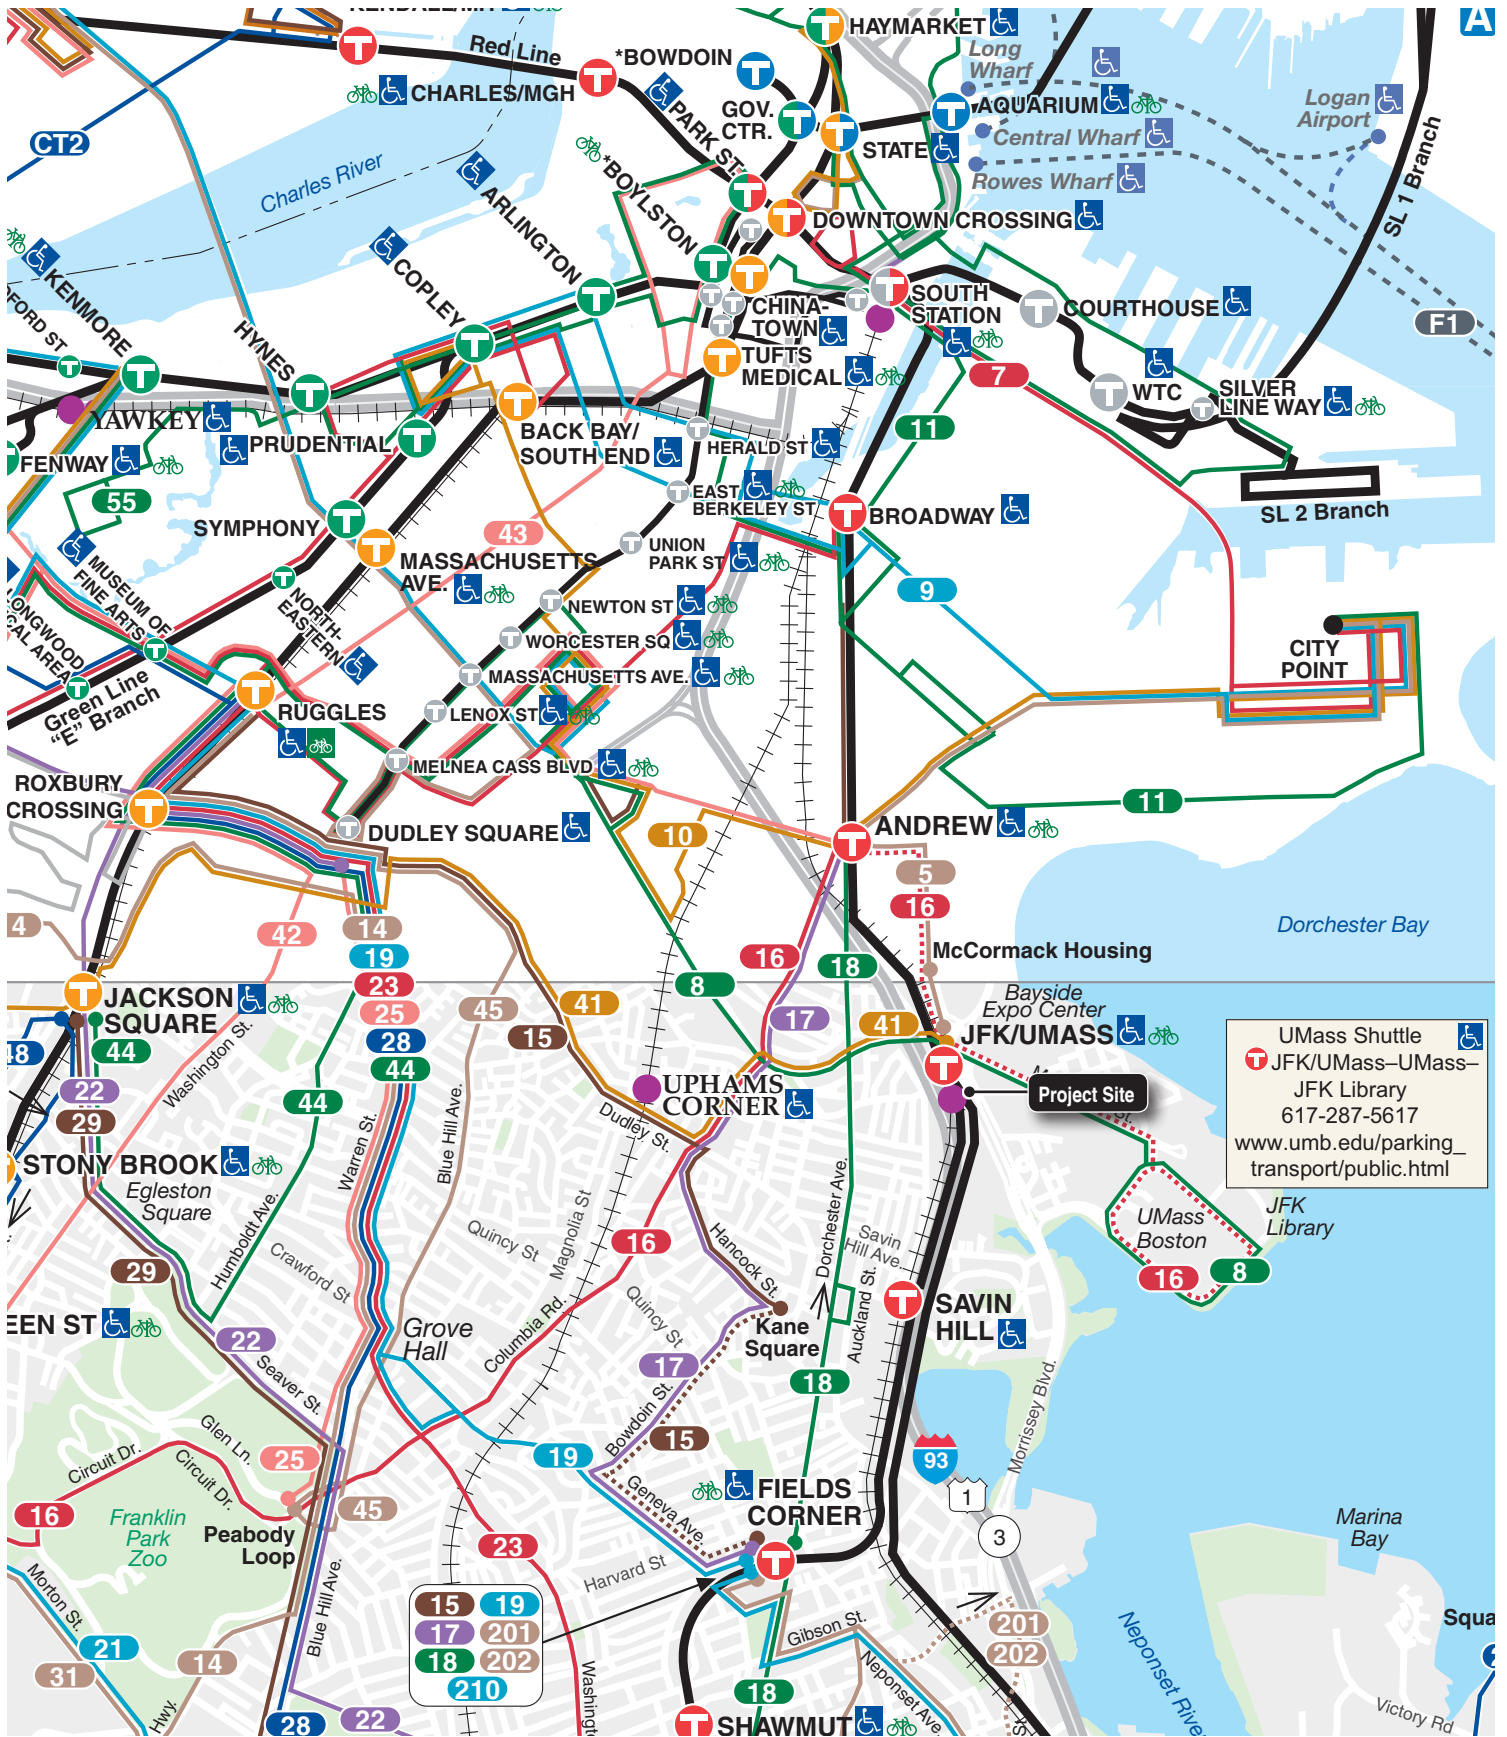 Red Line
HAYMARKET
A
*BOWDOIN
Long
Wharf
CHARLES/MGH
PARK ST.
GOV.
CTR.
AQUARIUM
Logan
Airport
CT2
STATE
Central Wharf
SL 1 Branch
Charles River
*BOYLSTON
Rowes Wharf
ARLINGTON
DOWNTOWN CROSSING
COPLEY
KENMORE
SOUTH
STATION
COURTHOUSE
CHINA-
TOWN
F1
HYNES
TUFTS
MEDICAL
7
WTC
SILVER
LINE WAY
YAWKEY
PRUDENTIAL
BACK BAY/
SOUTH END
11
HERALD ST
FENWAY
55
EAST
BERKELEY ST
SL 2 Branch
SYMPHONY
BROADWAY
43
MASSACHUSETTS
AVE.
UNION
PARK ST
MUSEUM OF
FINE ARTS
9
NORTH-
EASTERN
NEWTON ST
CITY
POINT
WORCESTER SQ
MASSACHUSETTS AVE.
Green Line
"E" Branch
RUGGLES
LENOX ST
MELNEA CASS BLVD
ROXBURY
CROSSING
11
DUDLEY SQUARE
10
ANDREW
5
16
4
42
14
Dorchester Bay
19
16
18
McCormack Housing
23
8
JACKSON
SQUARE
25
45
41
Bayside
Expo Center
17
41
JFK/UMASS
28
15
48
44
44
22
44
Washington St.
UPHAMS
CORNER
Project Site
UMass Shuttle
JFK/UMass–UMass–
JFK Library
617-287-5617
www.umb.edu/parking_
transport/public.html
29
Warren St.
Blue Hill Ave.
Dudley St.
STONY BROOK
Egleston
Square
Humboldt Ave.
Magnolia St
Dorchester Ave.
UMass
Boston
JFK
Library
Quincy St
16
Hancock St.
Savin
Hill Ave.
29
Crawford St
16
8
Quincy St
SAVIN
HILL
EEN ST
22
Grove
Hall
Columbia Rd.
Kane
Square
Auckland St.
Seaver St.
17
18
Bowdoin St.
Morrissey Blvd.
Glen Ln.
Circuit Dr.
Circuit Dr.
25
19
15
93
Geneva Ave.
FIELDS
CORNER
1
16
45
Franklin
Park
Zoo
Peabody
Loop
23
Harvard St
3
Marina
Bay
Morton St.
Blue Hill Ave.
15
19
17
201
18
202
210
Gibson St.
201
202
Neponset River
21
31
14
Neponset Ave.
18
Hwy.
28
22
SHAWMUT
Victory Rd